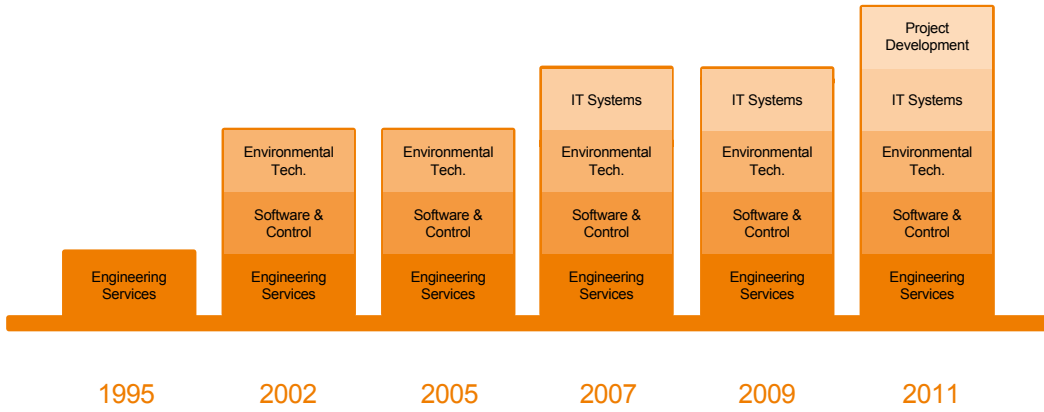 Project
Development
IT Systems
IT Systems
IT Systems
Environmental
Tech.
Environmental
Tech.
Environmental
Tech.
Environmental
Tech.
Environmental
Tech.
Software &
Control
Software &
Control
Software &
Control
Software &
Control
Software &
Control
Engineering
Services
Engineering
Services
Engineering
Services
Engineering
Services
Engineering
Services
Engineering
Services
1995
2002
2005
2007
2009
2011